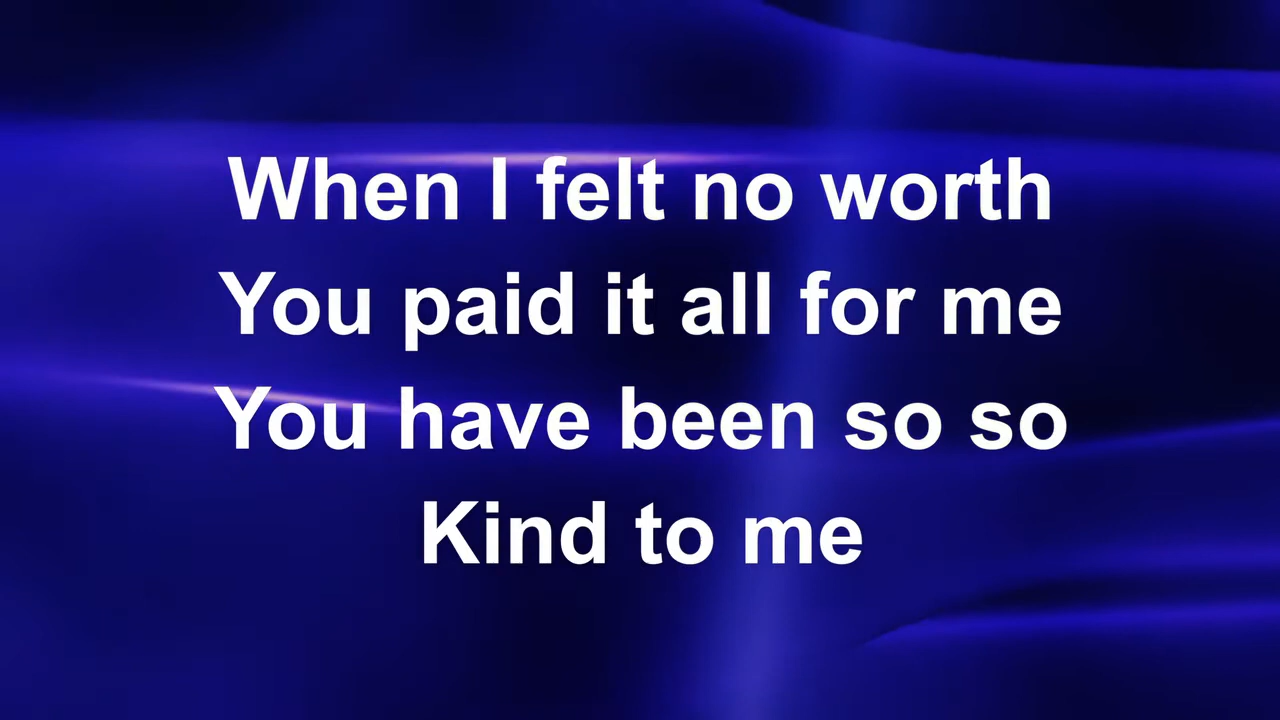 When I felt no worth
You paid it all for me
You have been so so
Kind to me